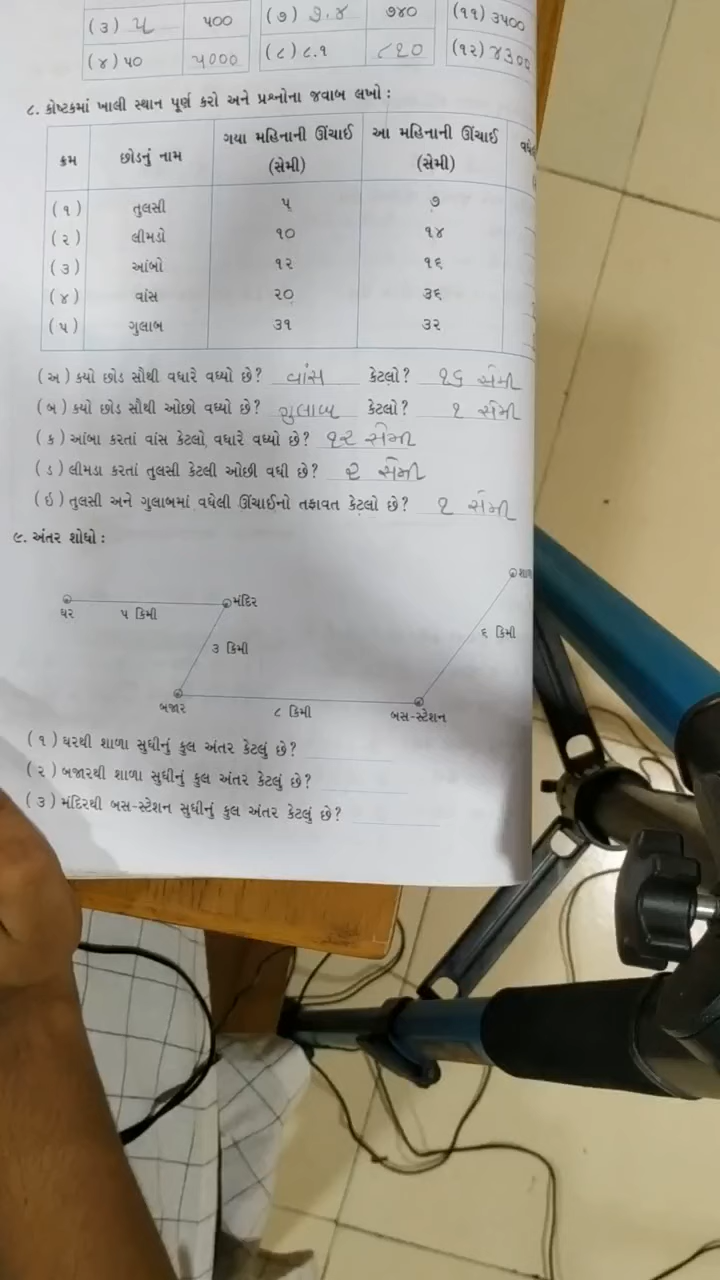 (૩) ૫ ૫૦૦ (૭) ૭.૪ ૭૪૦ (૧૧) ૩૫૦૦
(૪) ૫૦ ૫૦૦૦ (૮) ૮.૧ ૮૧૦ (૧૨) ૪૩૦૦
૮. કોષ્ટકમાં ખાલી સ્થાન પૂર્ણ કરો અને પ્રશ્નોના જવાબ લખો :
ક્રમ છોડનું નામ ગયા મહિનાની ઊંચાઈ (સેમી) આ મહિનાની ઊંચાઈ (સેમી)
(૧) તુલસી ૫ ૭
(૨) લીમડો ૧૦ ૧૪
(૩) આંબો ૧૨ ૧૬
(૪) વાંસ ૨૦ ૩૬
(૫) ગુલાબ ૩૧ ૩૨
(અ) ક્યો છોડ સૌથી વધારે વધ્યો છે? વાંસ કેટલો? ૧૬ સેમી
(બ) ક્યો છોડ સૌથી ઓછો વધ્યો છે? ગુલાબ કેટલો? ૧ સેમી
(ક) આંબા કરતાં વાંસ કેટલો વધારે વધ્યો છે? ૧૨ સેમી
(ડ) લીમડા કરતાં તુલસી કેટલી ઓછી વધી છે? ૨ સેમી
(ઇ) તુલસી અને ગુલાબમાં વધેલી ઊંચાઈનો તફાવત કેટલો છે? ૧ સેમી
૯. અંતર શોધો :
ઘર ૫ કિમી મંદિર
૩ કિમી ૬ કિમી
બજાર ૮ કિમી બસ-સ્ટેશન
(૧) ઘરથી શાળા સુધીનું કુલ અંતર કેટલું છે?
(૨) બજારથી શાળા સુધીનું કુલ અંતર કેટલું છે?
(૩) મંદિરથી બસ-સ્ટેશન સુધીનું કુલ અંતર કેટલું છે?